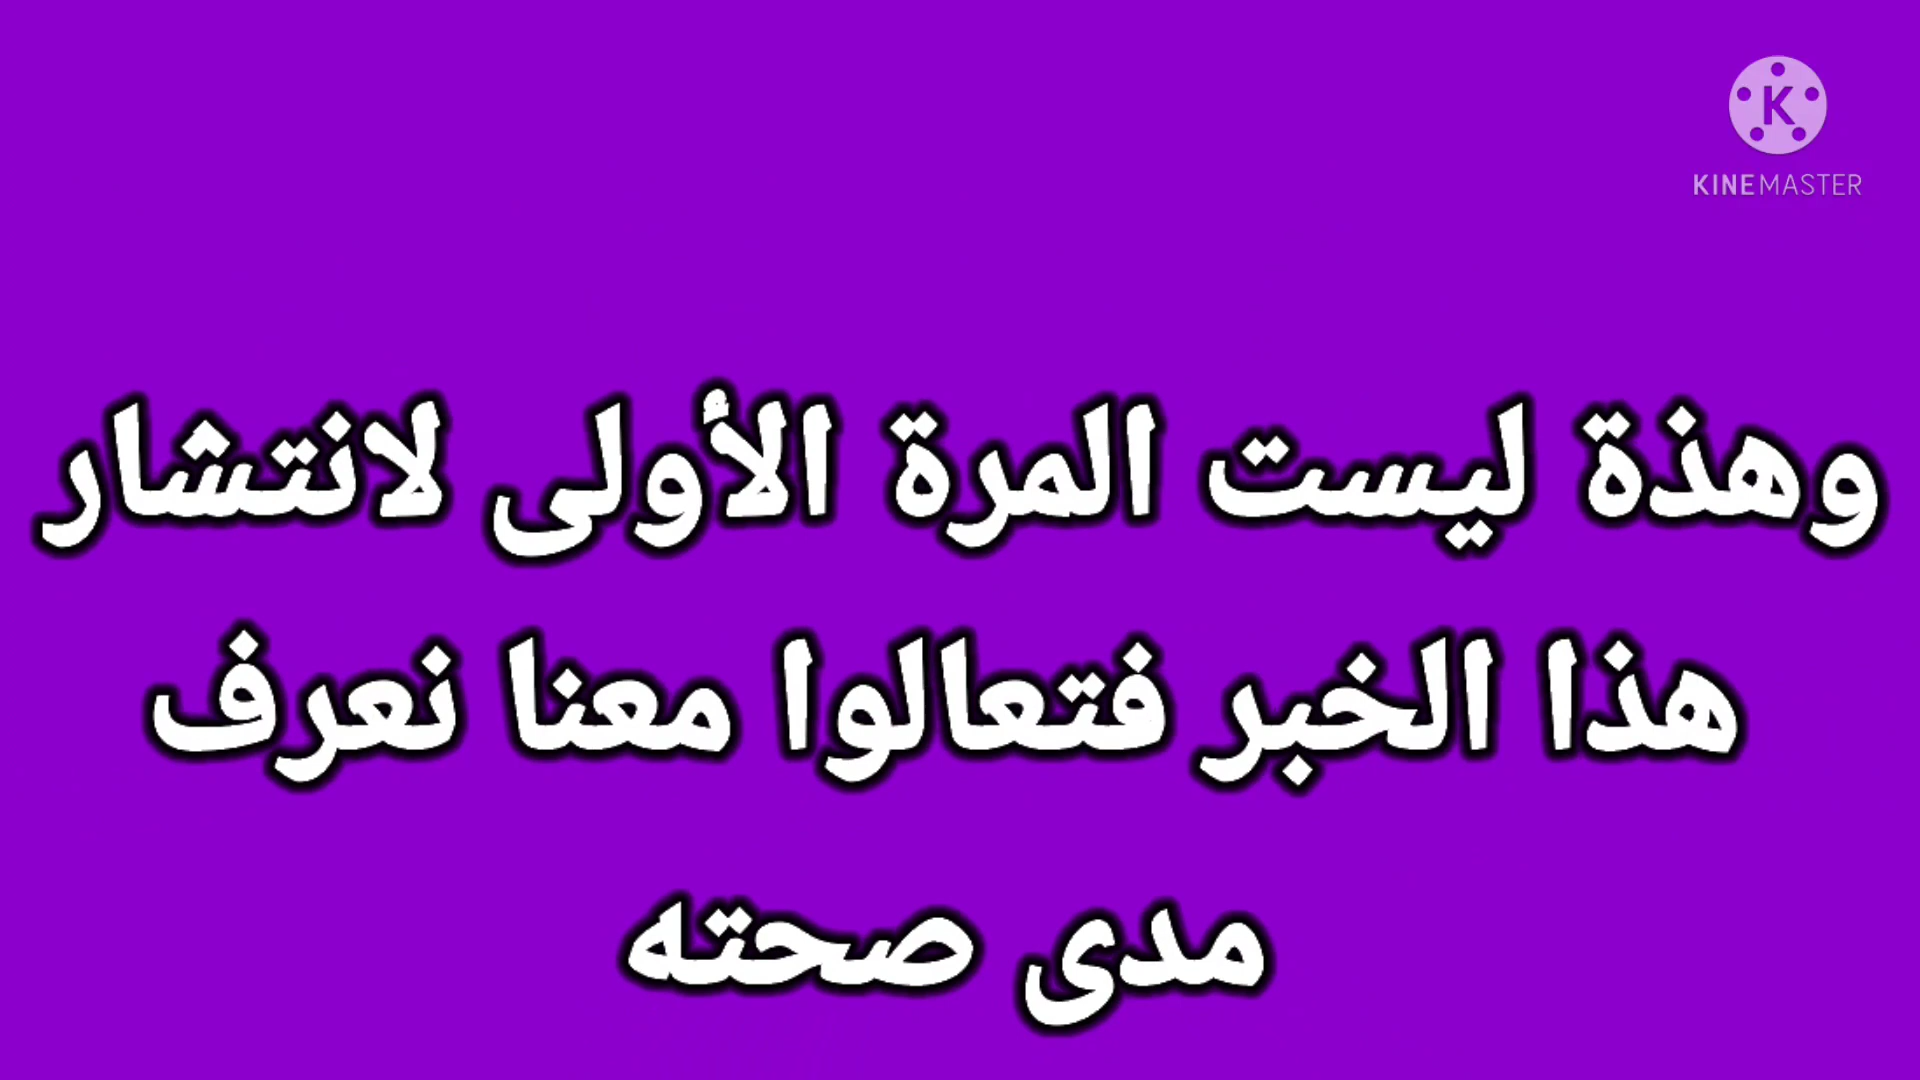 KINEMASTER
وهذة ليست المرة الأولى لانتشار
هذا الخبر فتعالوا معنا نعرف
مدى صحته